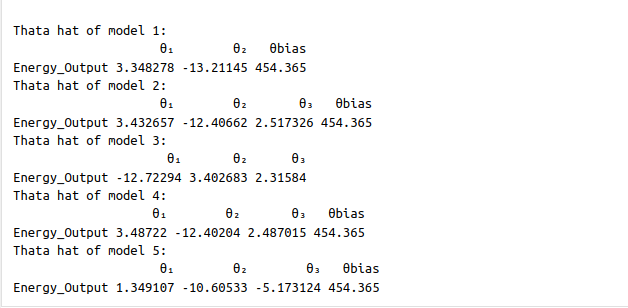 Thata hat of model 1:
θ₁ θ₂ θbias
Energy_Output 3.348278 -13.21145 454.365
Thata hat of model 2:
θ₁ θ₂ θ₃ θbias
Energy_Output 3.432657 -12.40662 2.517326 454.365
Thata hat of model 3:
θ₁ θ₂ θ₃
Energy_Output -12.72294 3.402683 2.31584
Thata hat of model 4:
θ₁ θ₂ θ₃ θbias
Energy_Output 3.48722 -12.40204 2.487015 454.365
Thata hat of model 5:
θ₁ θ₂ θ₃ θbias
Energy_Output 1.349107 -10.60533 -5.173124 454.365